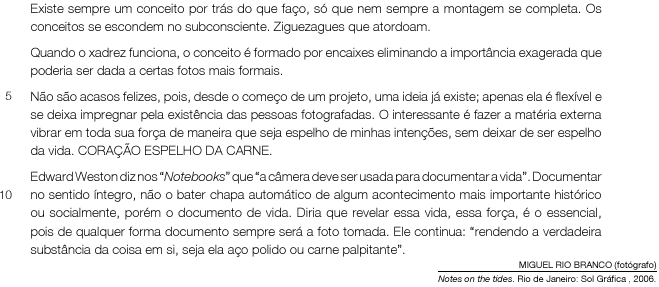 Existe sempre um conceito por trás do que faço, só que nem sempre a montagem se completa. Os
conceitos se escondem no subconsciente. Ziguezagues que atordoam.
Quando o xadrez funciona, o conceito é formado por encaixes eliminando a importância exagerada que
poderia ser dada a certas fotos mais formais.
5 Não são acasos felizes, pois, desde o começo de um projeto, uma ideia já existe; apenas ela é flexível e
se deixa impregnar pela existência das pessoas fotografadas. O interessante é fazer a matéria externa
vibrar em toda sua força de maneira que seja espelho de minhas intenções, sem deixar de ser espelho
da vida. CORAÇÃO ESPELHO DA CARNE.
Edward Weston diz nos “Notebooks” que “a câmera deve ser usada para documentar a vida”. Documentar
10 no sentido íntegro, não o bater chapa automático de algum acontecimento mais importante histórico
ou socialmente, porém o documento de vida. Diria que revelar essa vida, essa força, é o essencial,
pois de qualquer forma documento sempre será a foto tomada. Ele continua: “rendendo a verdadeira
substância da coisa em si, seja ela aço polido ou carne palpitante”.
MIGUEL RIO BRANCO (fotógrafo)
Notes on the tides. Rio de Janeiro: Sol Gráfica , 2006.